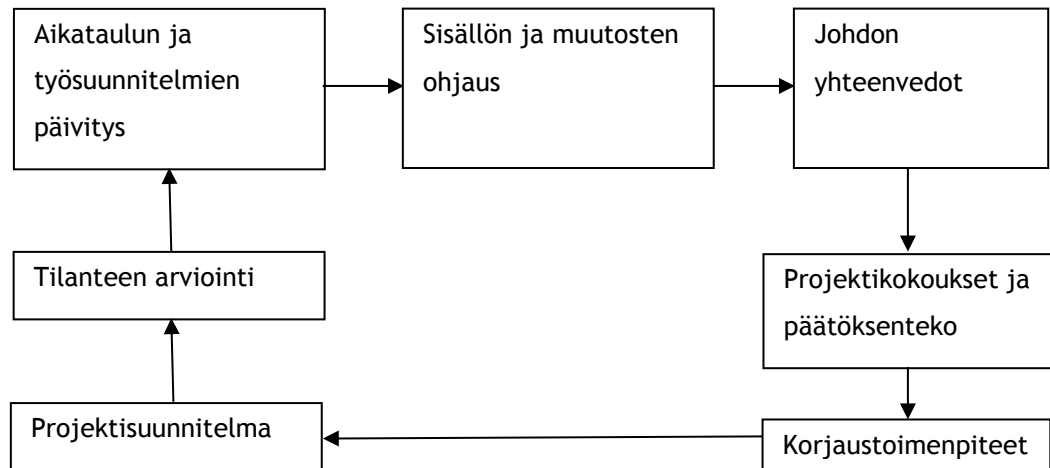 Aikataulun ja
työsuunnitelmien
päivitys
Sisällön ja muutosten
ohjaus
Johdon
yhteenvedot
Tilanteen arviointi
Projektikokoukset ja
päätöksenteko
Projektisuunnitelma
Korjaustoimenpiteet